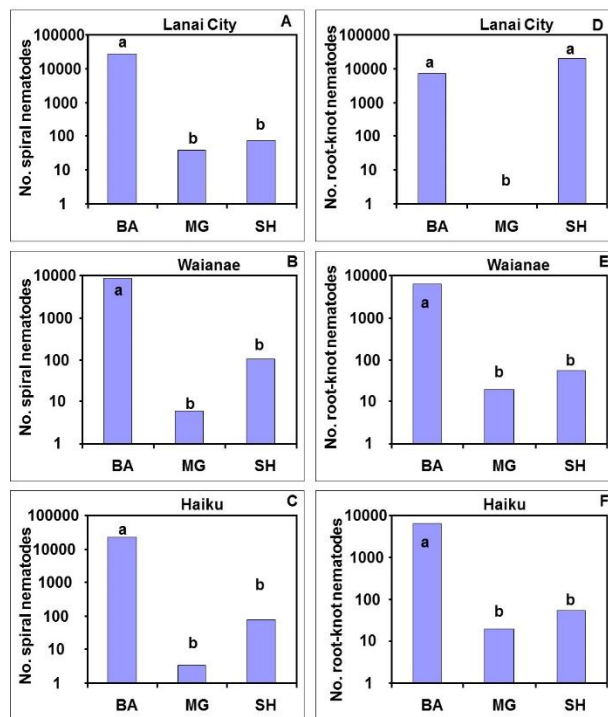 Lanai City A
No. spiral nematodes
100000
10000
1000
100
10
1
a
b
b
BA MG SH
Lanai City D
No. root-knot nematodes
100000
10000
1000
100
10
1
a
b
a
BA MG SH
Waianae B
No. spiral nematodes
10000
1000
100
10
1
a
b
b
BA MG SH
Waianae E
No. root-knot nematodes
10000
1000
100
10
1
a
b
b
BA MG SH
Haiku C
No. spiral nematodes
100000
10000
1000
100
10
1
a
b
b
BA MG SH
Haiku F
No. root-knot nematodes
10000
1000
100
10
1
a
b
b
BA MG SH